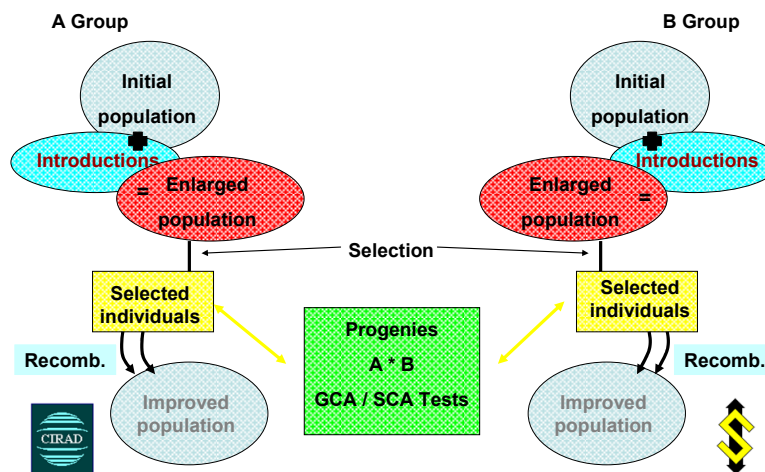 A Group
B Group
Initial
population
Introductions
=
Enlarged
population
Initial
population
Introductions
Enlarged
=
population
Selection
Selected
individuals
Selected
individuals
Progenies
A * B
GCA / SCA Tests
Recomb.
Recomb.
Improved
population
Improved
population
CIRAD